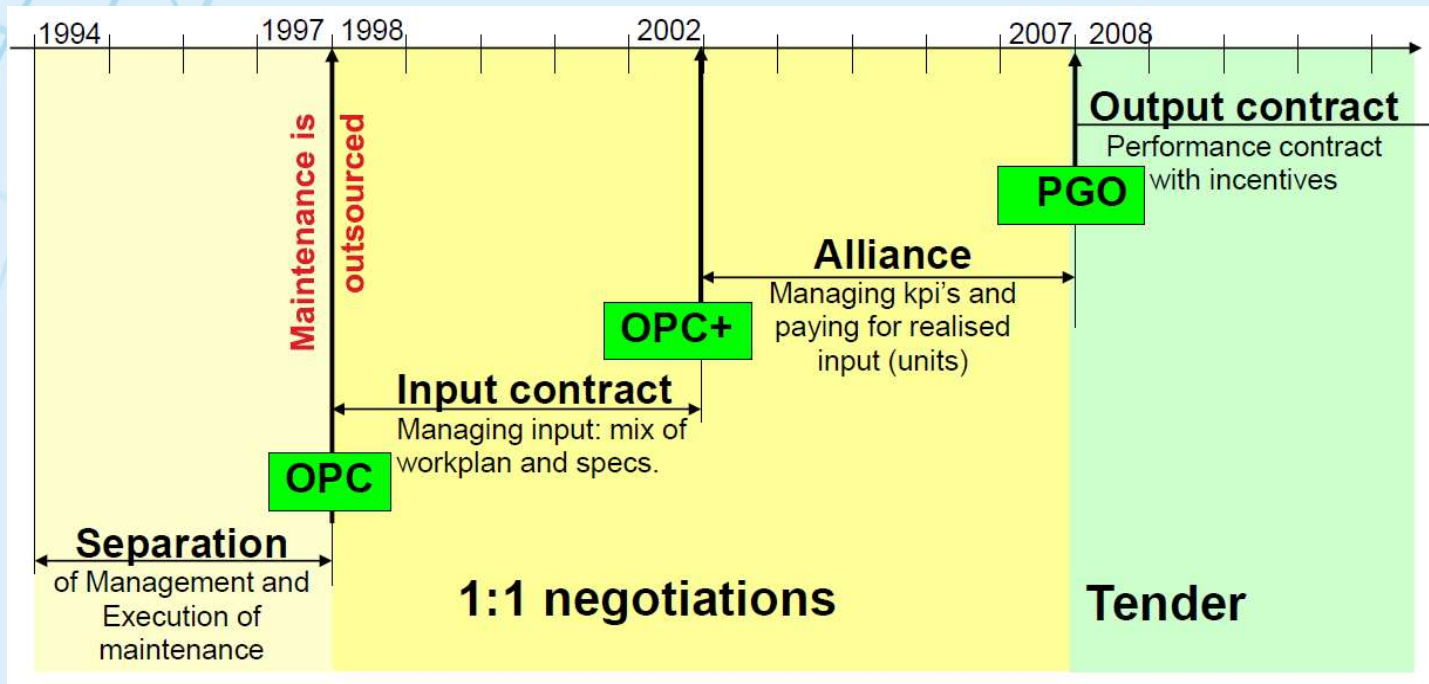 1994
1997
1998
2002
2007
2008
Maintenance is
outsourced
Output contract
Performance contract
with incentives
PGO
Alliance
Managing kpi's and
paying for realised
input (units)
OPC+
Input contract
Managing input: mix of
workplan and specs.
OPC
Separation
of Management and
Execution of
maintenance
1:1 negotiations
Tender